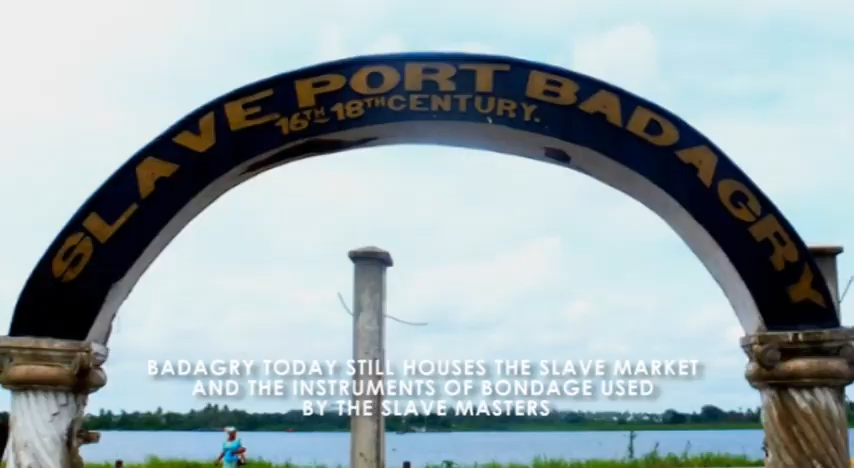 SLAVE PORT BADAGRY
16TH - 18TH CENTURY.
BADAGRY TODAY STILL HOUSES THE SLAVE MARKET
AND THE INSTRUMENTS OF BONDAGE USED
BY THE SLAVE MASTERS